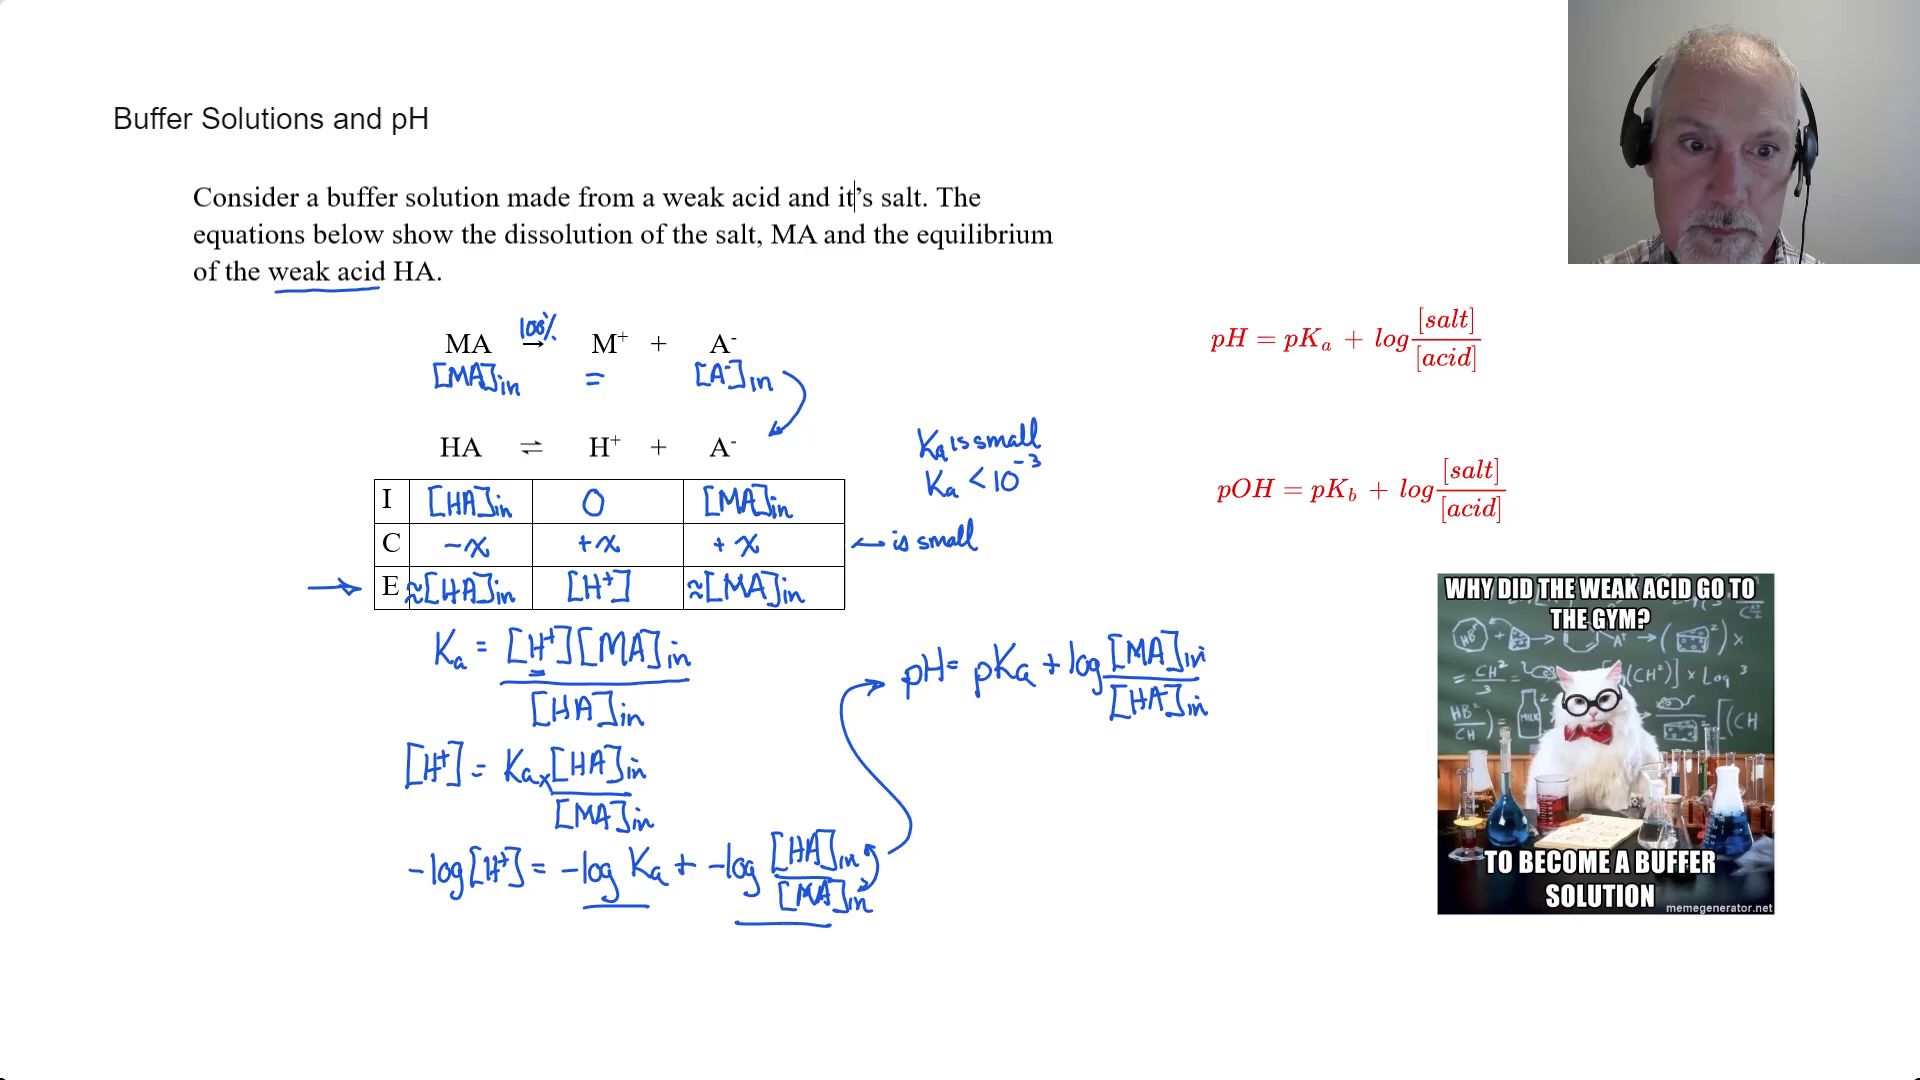 Buffer Solutions and pH
Consider a buffer solution made from a weak acid and it’s salt. The
equations below show the dissolution of the salt, MA and the equilibrium
of the weak acid HA.
100%
MA → M⁺ + A⁻
[MA]in = [A⁻]in
HA ⇌ H⁺ + A⁻
I [HA]in 0 [MA]in
C -x +x +x
← is small
→ E ≈[HA]in [H⁺] ≈[MA]in
Ka is small
Ka < 10⁻³
Ka = [H⁺][MA]in
[HA]in
[H⁺] = Ka x [HA]in
[MA]in
-log[H⁺] = -log Ka + -log [HA]in
[MA]in
pH = pKa + log [MA]in
[HA]in
pH = pKa + log [salt]
[acid]
pOH = pKb + log [salt]
[acid]
WHY DID THE WEAK ACID GO TO
THE GYM?
TO BECOME A BUFFER
SOLUTION
memegenerator.net